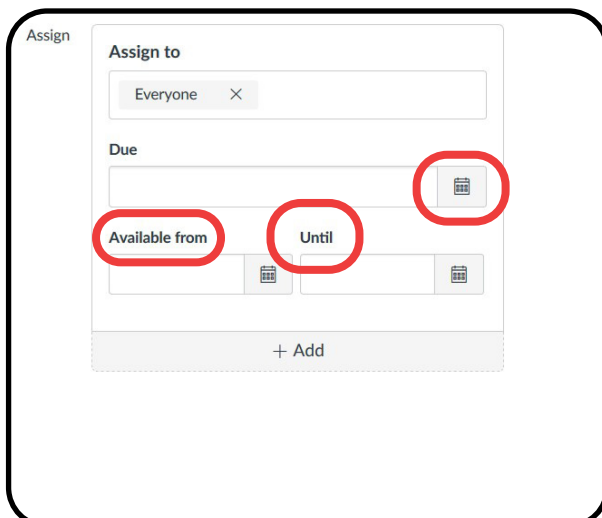 Assign
Assign to
Everyone
Due
Available from Until
+ Add